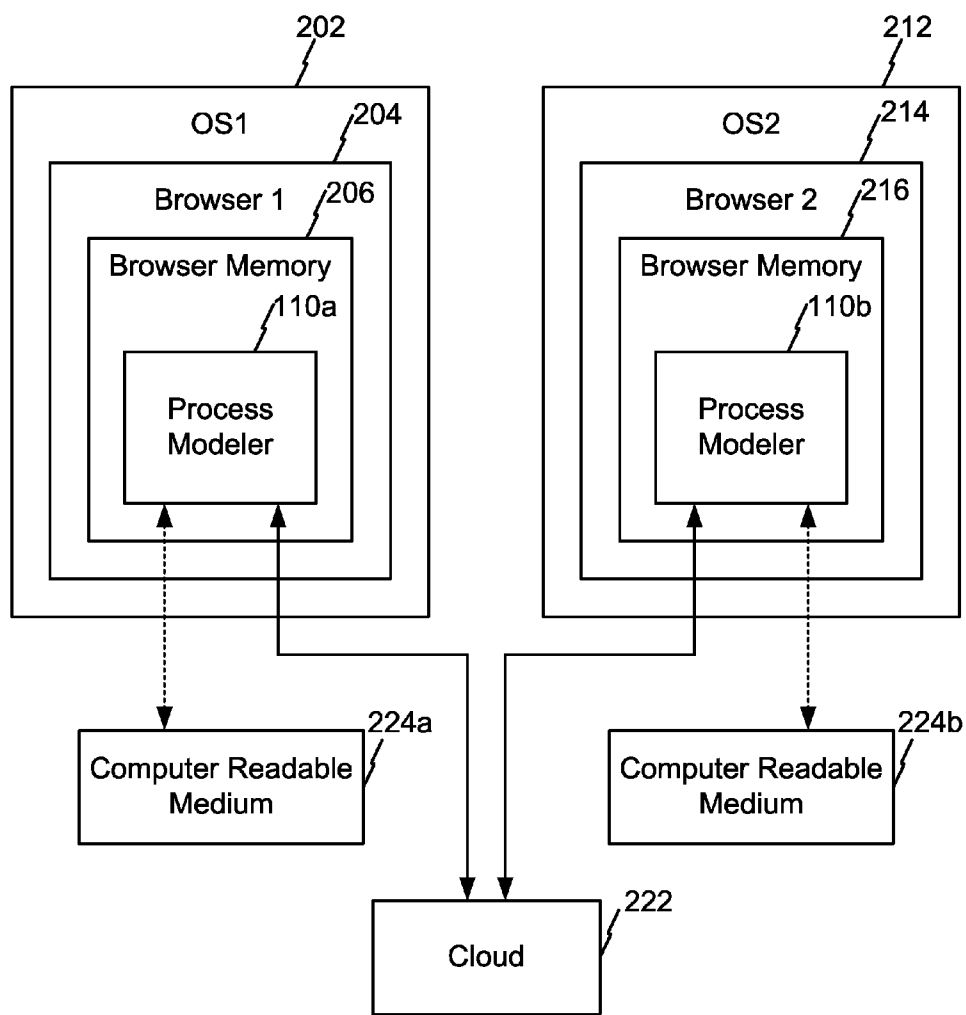 202
212
OS1
204
OS2
214
Browser 1
206
Browser 2
216
Browser Memory
110a
Browser Memory
110b
Process
Modeler
Process
Modeler
224a
Computer Readable
Medium
224b
Computer Readable
Medium
222
Cloud